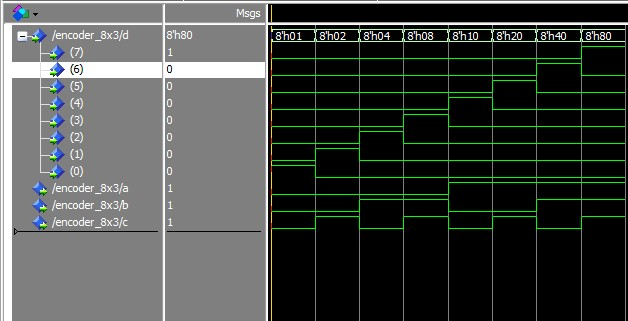 Msgs
/encoder_8x3/d 8'h80 8'h01 8'h02 8'h04 8'h08 8'h10 8'h20 8'h40 8'h80
(7) 1
(6) 0
(5) 0
(4) 0
(3) 0
(2) 0
(1) 0
(0) 0
/encoder_8x3/a 1
/encoder_8x3/b 1
/encoder_8x3/c 1